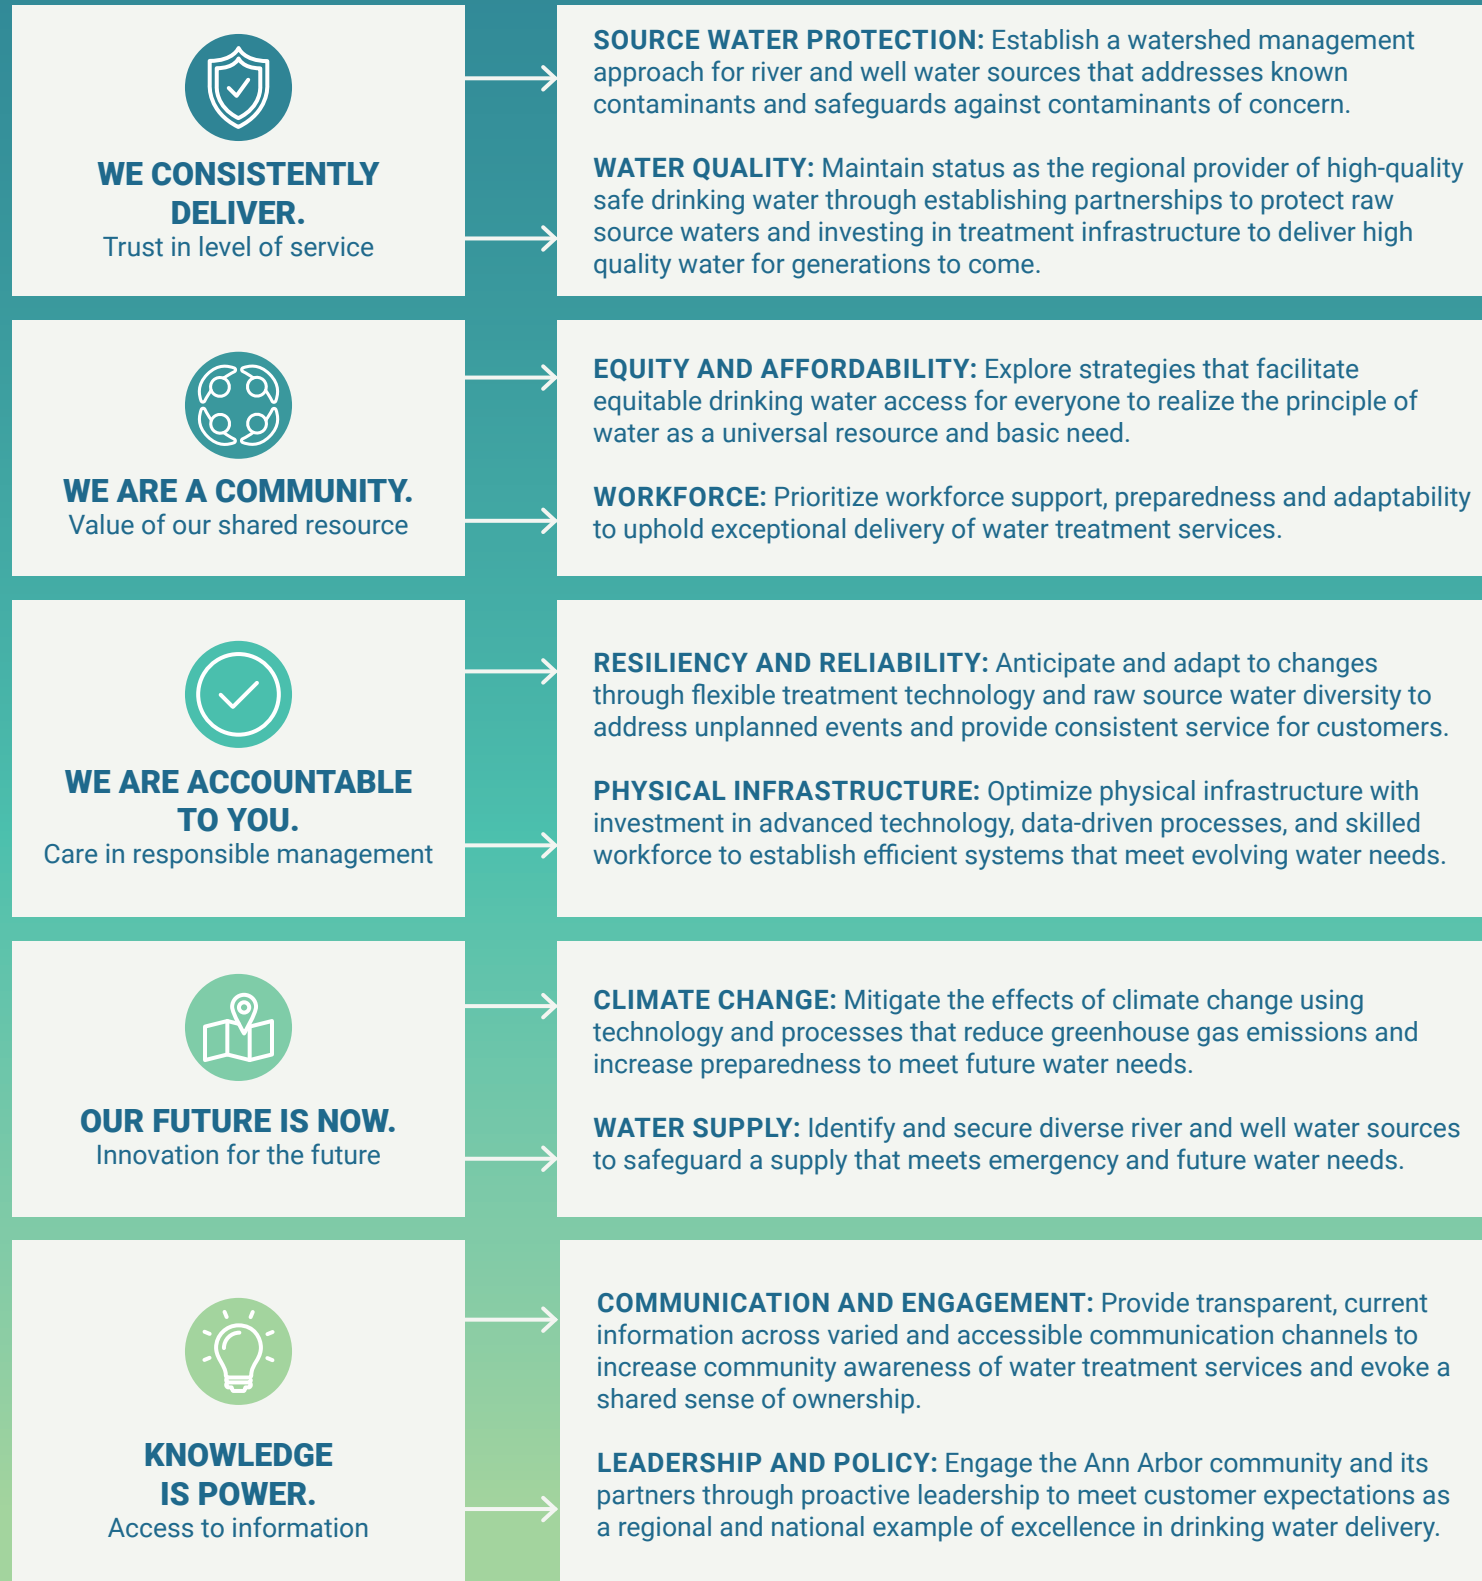 WE CONSISTENTLY
DELIVER.
Trust in level of service
SOURCE WATER PROTECTION: Establish a watershed management
approach for river and well water sources that addresses known
contaminants and safeguards against contaminants of concern.
WATER QUALITY: Maintain status as the regional provider of high-quality
safe drinking water through establishing partnerships to protect raw
source waters and investing in treatment infrastructure to deliver high
quality water for generations to come.
WE ARE A COMMUNITY.
Value of our shared resource
EQUITY AND AFFORDABILITY: Explore strategies that facilitate
equitable drinking water access for everyone to realize the principle of
water as a universal resource and basic need.
WORKFORCE: Prioritize workforce support, preparedness and adaptability
to uphold exceptional delivery of water treatment services.
WE ARE ACCOUNTABLE
TO YOU.
Care in responsible management
RESILIENCY AND RELIABILITY: Anticipate and adapt to changes
through flexible treatment technology and raw source water diversity to
address unplanned events and provide consistent service for customers.
PHYSICAL INFRASTRUCTURE: Optimize physical infrastructure with
investment in advanced technology, data-driven processes, and skilled
workforce to establish efficient systems that meet evolving water needs.
OUR FUTURE IS NOW.
Innovation for the future
CLIMATE CHANGE: Mitigate the effects of climate change using
technology and processes that reduce greenhouse gas emissions and
increase preparedness to meet future water needs.
WATER SUPPLY: Identify and secure diverse river and well water sources
to safeguard a supply that meets emergency and future water needs.
KNOWLEDGE
IS POWER.
Access to information
COMMUNICATION AND ENGAGEMENT: Provide transparent, current
information across varied and accessible communication channels to
increase community awareness of water treatment services and evoke a
shared sense of ownership.
LEADERSHIP AND POLICY: Engage the Ann Arbor community and its
partners through proactive leadership to meet customer expectations as
a regional and national example of excellence in drinking water delivery.